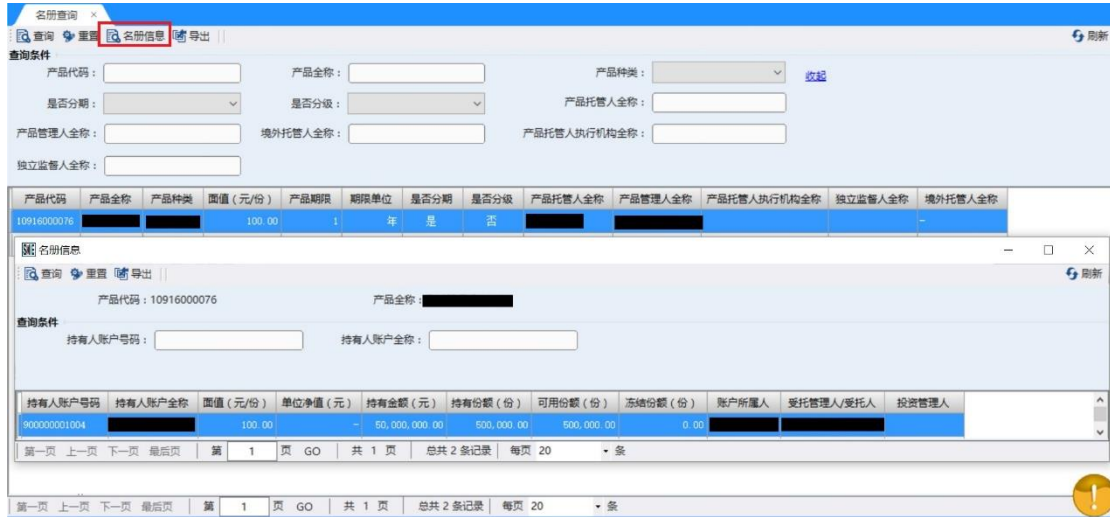 名册查询 ×
查询 重置 名册信息 导出 刷新
查询条件
产品代码： 产品全称： 产品种类： 收起
是否分期： 是否分级： 产品托管人全称：
产品管理人全称： 境外托管人全称： 产品托管人执行机构全称：
独立监督人全称：
产品代码 产品全称 产品种类 面值（元/份） 产品期限 期限单位 是否分期 是否分级 产品托管人全称 产品管理人全称 产品托管人执行机构全称 独立监督人全称 境外托管人全称
10916000076 100.00 1 年 是 否 -
名册信息
查询 重置 导出 刷新
产品代码：10916000076 产品全称：
查询条件
持有人账户号码： 持有人账户全称：
持有人账户号码 持有人账户全称 面值（元/份） 单位净值（元） 持有金额（元） 持有份额（份） 可用份额（份） 冻结份额（份） 账户所属人 受托管理人/受托人 投资管理人
900000001004 100.00 - 50,000,000.00 500,000.00 500,000.00 0.00
第一页 上一页 下一页 最后页 第 1 页 GO 共 1 页 总共 2 条记录 每页 20 条
第一页 上一页 下一页 最后页 第 1 页 GO 共 1 页 总共 2 条记录 每页 20 条